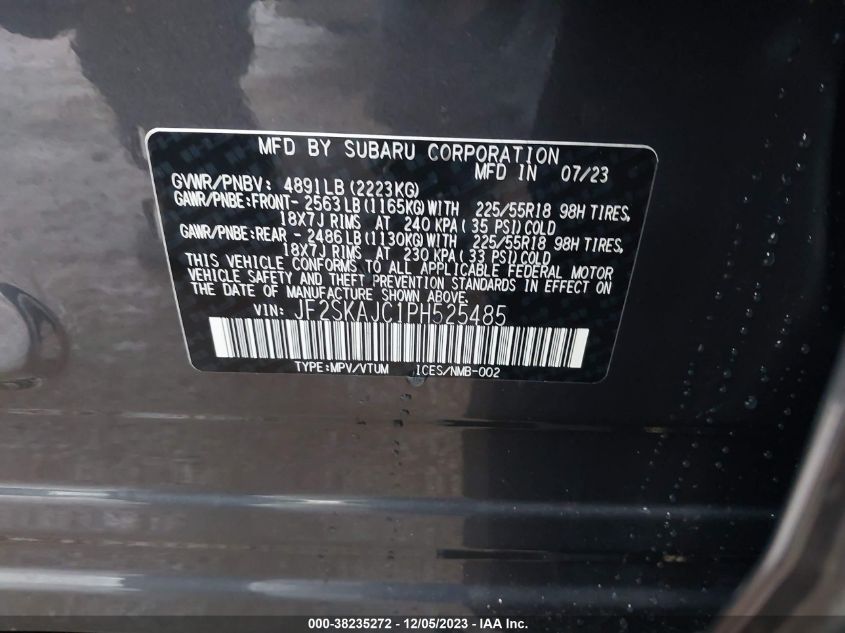 MFD BY SUBARU CORPORATION
MFD IN 07/23
GVWR/PNBV: 4891LB(2223KG)
GAWR/PNBE:FRONT- 2563LB(1165KG)WITH 225/55R18 98H TIRES,
18X7J RIMS AT 240 KPA( 35 PSI)COLD
GAWR/PNBE:REAR - 2486LB(1130KG)WITH 225/55R18 98H TIRES,
18X7J RIMS AT 230 KPA( 33 PSI)COLD
THIS VEHICLE CONFORMS TO ALL APPLICABLE FEDERAL MOTOR
VEHICLE SAFETY AND THEFT PREVENTION STANDARDS IN EFFECT ON
THE DATE OF MANUFACTURE SHOWN ABOVE.
VIN: JF2SKAJC1PH525485
TYPE:MPV/VTUM ICES/NMB-002
000-38235272 - 12/05/2023 - IAA Inc.